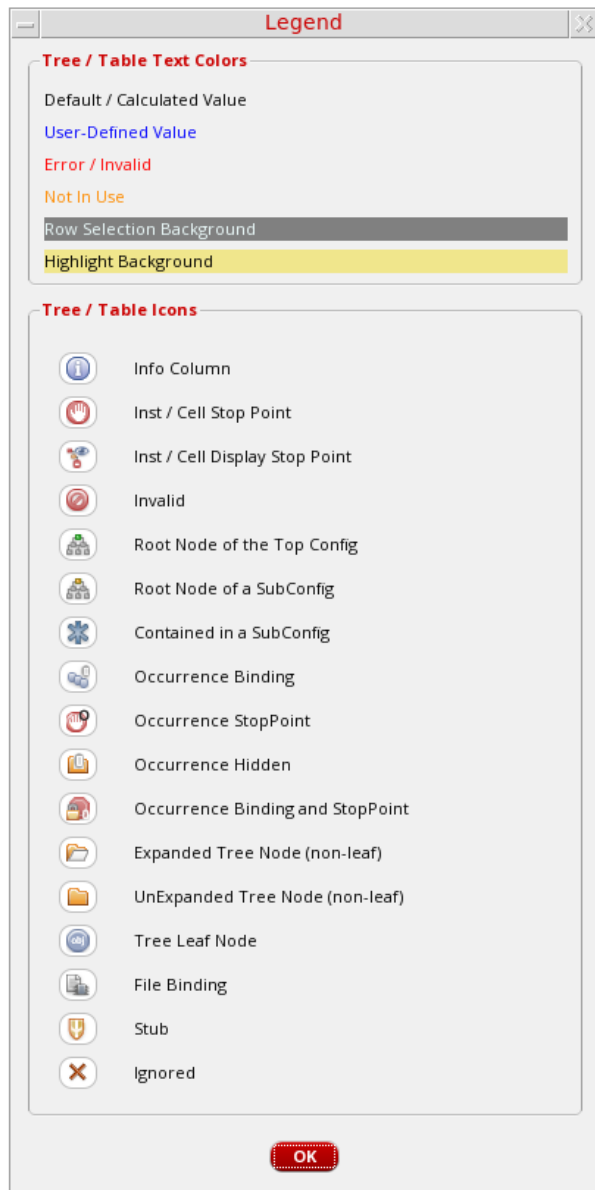 Legend
Tree / Table Text Colors
Default / Calculated Value
User-Defined Value
Error / Invalid
Not In Use
Row Selection Background
Highlight Background
Tree / Table Icons
Info Column
Inst / Cell Stop Point
Inst / Cell Display Stop Point
Invalid
Root Node of the Top Config
Root Node of a SubConfig
Contained in a SubConfig
Occurrence Binding
Occurrence StopPoint
Occurrence Hidden
Occurrence Binding and StopPoint
Expanded Tree Node (non-leaf)
UnExpanded Tree Node (non-leaf)
obj Tree Leaf Node
File Binding
Stub
Ignored
OK